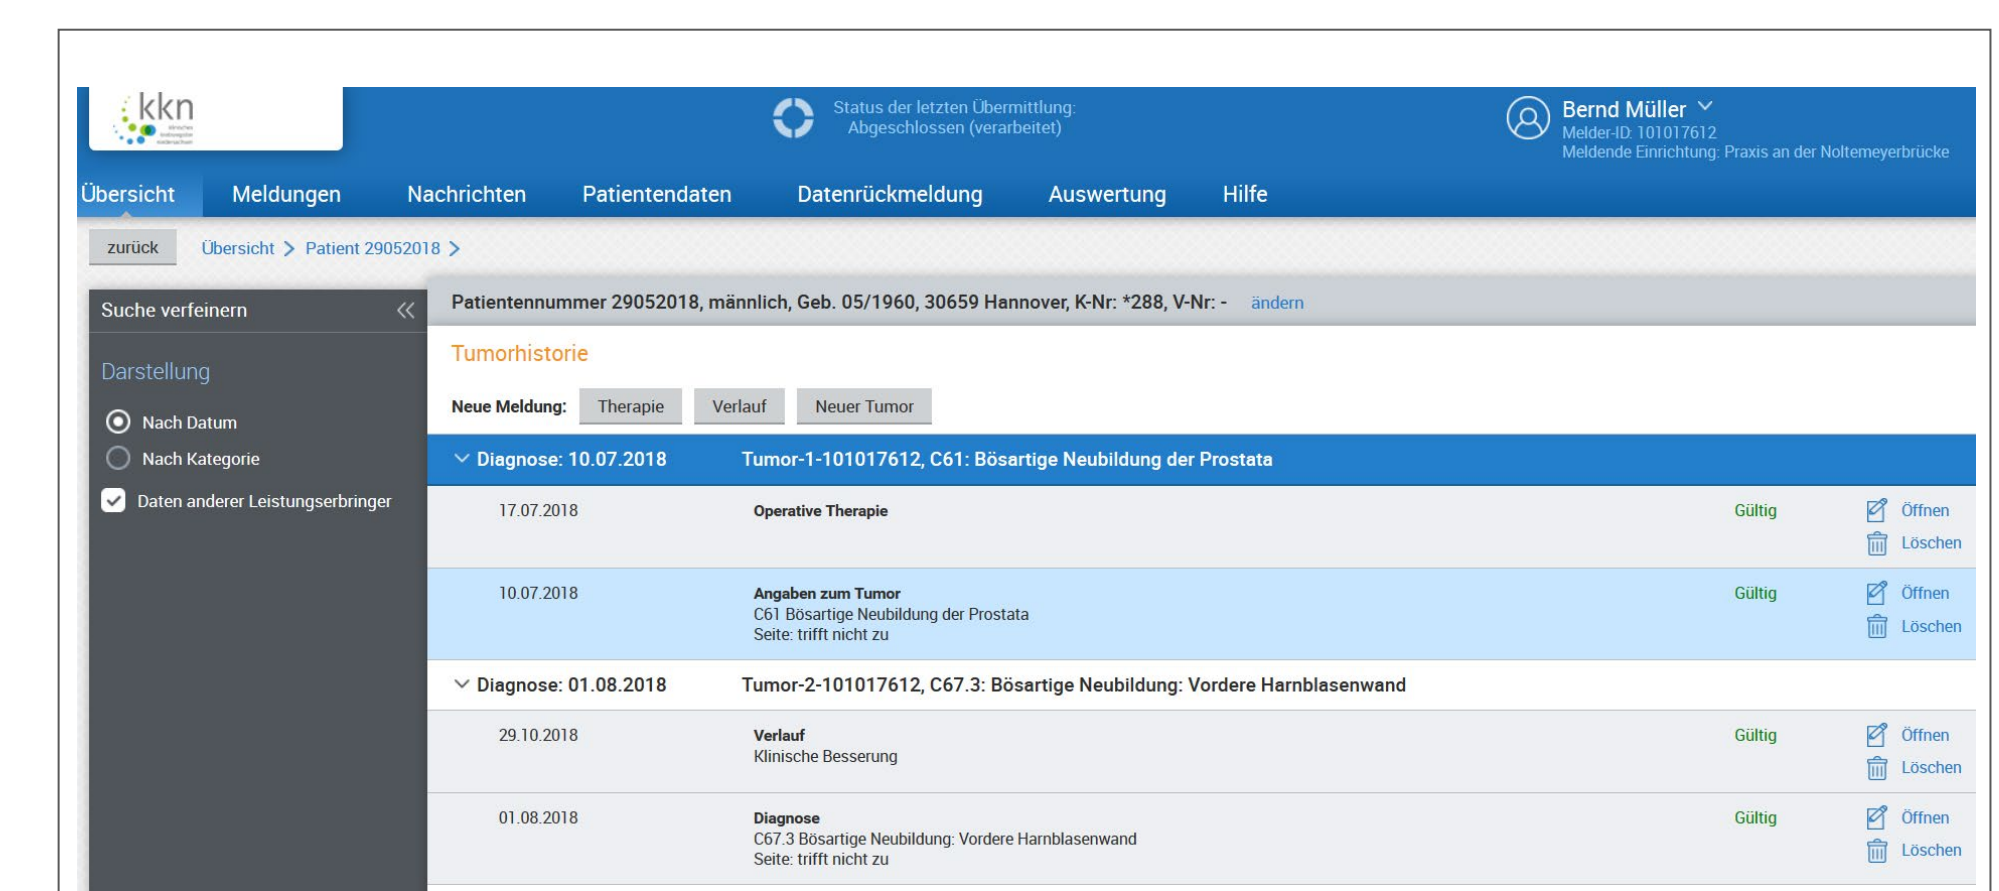 kkn
Status der letzten Übermittlung:
Abgeschlossen (verarbeitet)
Bernd Müller
Melder-ID: 101017612
Meldende Einrichtung: Praxis an der Noltemeyerbrücke
Übersicht Meldungen Nachrichten Patientendaten Datenrückmeldung Auswertung Hilfe
zurück Übersicht > Patient 29052018 >
Suche verfeinern
Darstellung
Nach Datum
Nach Kategorie
Daten anderer Leistungserbringer
Patientennummer 29052018, männlich, Geb. 05/1960, 30659 Hannover, K-Nr: *288, V-Nr: - ändern
Tumorhistorie
Neue Meldung: Therapie Verlauf Neuer Tumor
Diagnose: 10.07.2018 Tumor-1-101017612, C61: Bösartige Neubildung der Prostata
17.07.2018 Operative Therapie Gültig Öffnen
Löschen
10.07.2018 Angaben zum Tumor Gültig Öffnen
C61 Bösartige Neubildung der Prostata
Seite: trifft nicht zu Löschen
Diagnose: 01.08.2018 Tumor-2-101017612, C67.3: Bösartige Neubildung: Vordere Harnblasenwand
29.10.2018 Verlauf Gültig Öffnen
Klinische Besserung Löschen
01.08.2018 Diagnose Gültig Öffnen
C67.3 Bösartige Neubildung: Vordere Harnblasenwand
Seite: trifft nicht zu Löschen